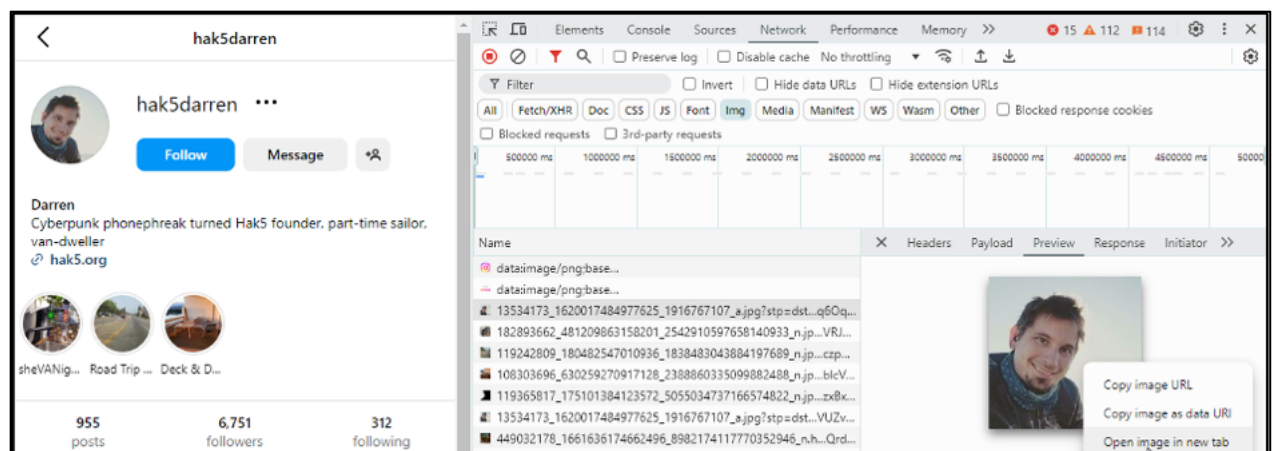 hak5darren
hak5darren
Follow
Message
Darren
Cyberpunk phonephreak turned Hak5 founder, part-time sailor,
van-dweller
hak5.org
sheVANig... Road Trip ... Deck & D...
955 6,751 312
posts followers following
Elements Console Sources Network Performance Memory 15 112 114
Preserve log Disable cache No throttling
Filter Invert Hide data URLs Hide extension URLs
All Fetch/XHR Doc CSS JS Font Img Media Manifest WS Wasm Other Blocked response cookies
Blocked requests 3rd-party requests
500000 ms 1000000 ms 1500000 ms 2000000 ms 2500000 ms 3000000 ms 3500000 ms 4000000 ms 4500000 ms 50000
Name Headers Payload Preview Response Initiator
data:image/png;base...
data:image/png;base...
13534173_1620017484977625_1916767107_a.jpg?stp=dst...q6Oq...
182893662_481209863158201_2542910597658140933_n.jp...VRJ...
119242809_180482547010936_1838483043884197689_n.jp...czp...
108303696_630259270917128_2388860335099882488_n.jp...blcV...
119365817_175101384123572_5055034737166574822_n.jp...zxBx...
13534173_1620017484977625_1916767107_a.jpg?stp=dst...VUZv...
449032178_1661636174662496_8982174117770352946_n.h...Qrd...
Copy image URL
Copy image as data URI
Open image in new tab